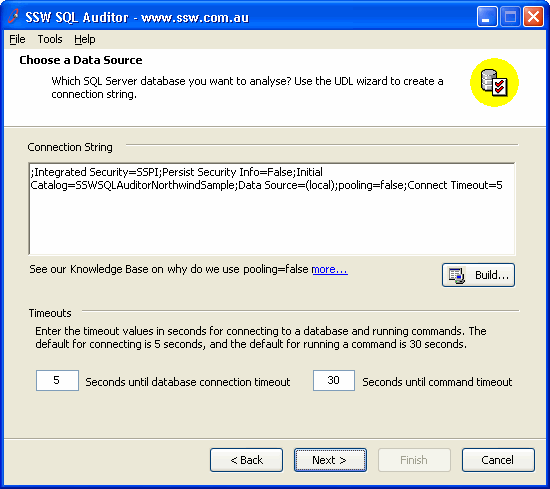 SSW SQL Auditor - www.ssw.com.au
File Tools Help
Choose a Data Source
Which SQL Server database you want to analyse? Use the UDL wizard to create a
connection string.
Connection String
;Integrated Security=SSPI;Persist Security Info=False;Initial
Catalog=SSWSQLAuditorNorthwindSample;Data Source=(local);pooling=false;Connect Timeout=5
See our Knowledge Base on why do we use pooling=false more...
Build...
Timeouts
Enter the timeout values in seconds for connecting to a database and running commands. The
default for connecting is 5 seconds, and the default for running a command is 30 seconds.
5 Seconds until database connection timeout 30 Seconds until command timeout
< Back Next > Finish Cancel